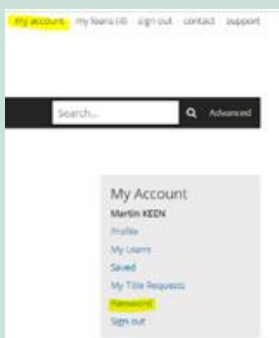 my account my loans (4) sign out contact support
Search... Advanced
My Account
Martin KEEN
Profile
My Loans
Saved
My Title Requests
Password
Sign out